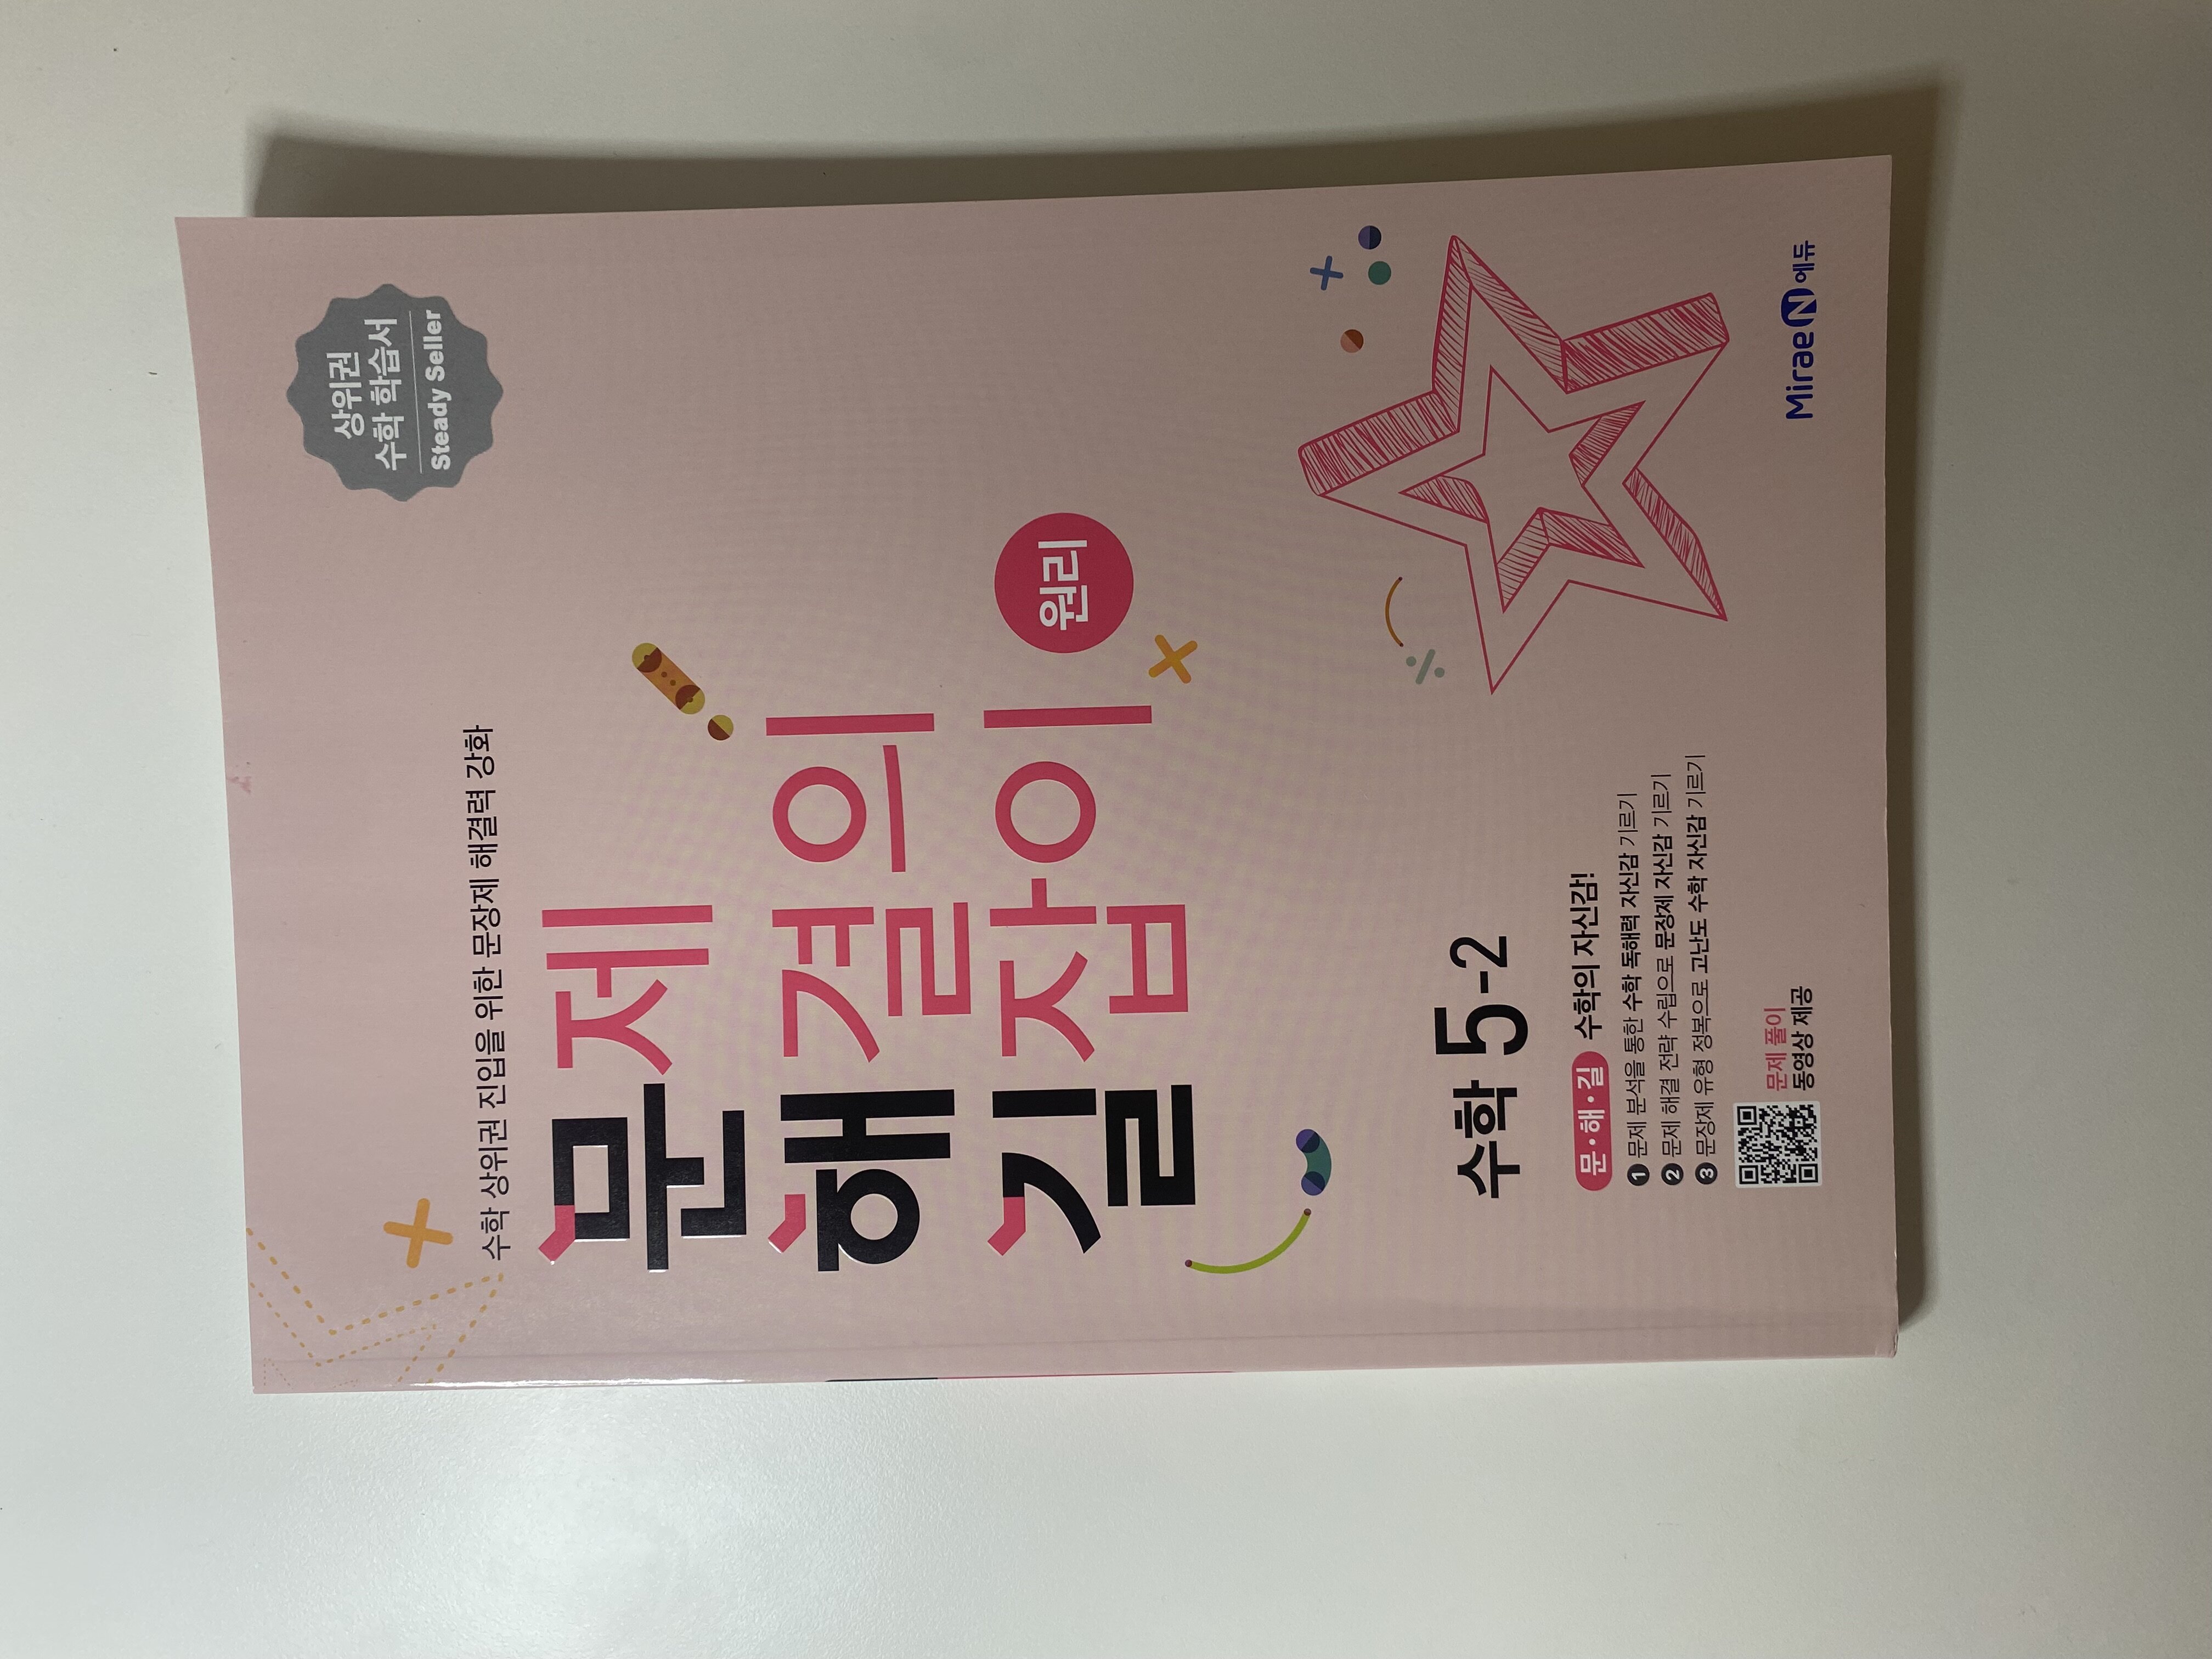 상위권
수학 학습서
Steady Seller
수학 상위권 진입을 위한 문장제 해결력 강화
문제
해결의
길잡이 원리
수학 5-2
문·해·길 수학의 자신감!
1 문제 분석을 통한 수학 독해력 자신감 기르기
2 문제 해결 전략 수립으로 문장제 자신감 기르기
3 문장제 유형 정복으로 고난도 수학 자신감 기르기
문제 풀이
동영상 제공
MiraeN에듀